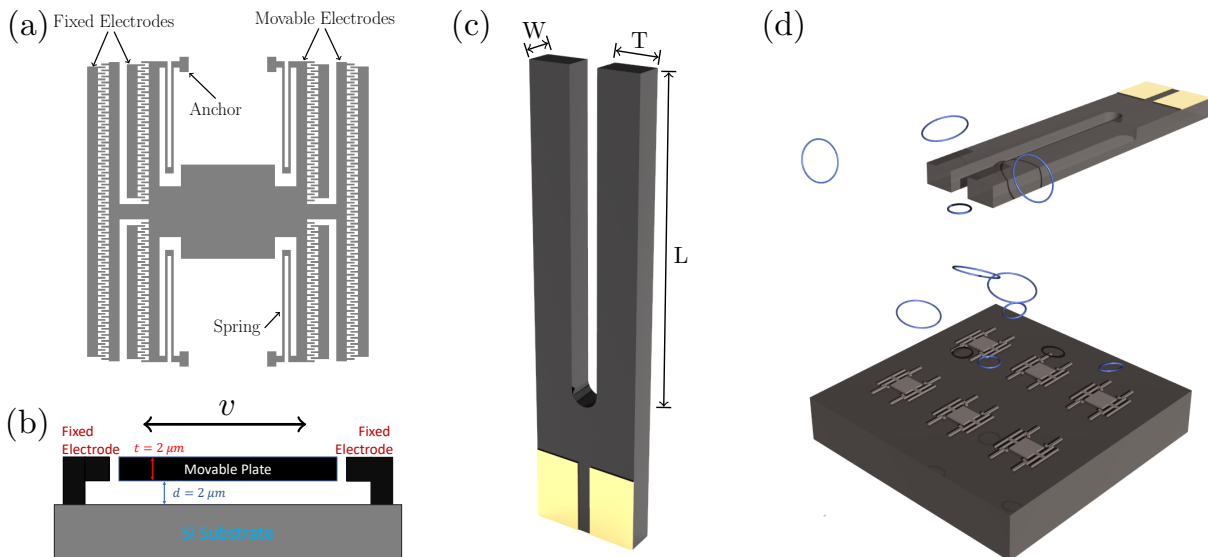 (a)
Fixed Electrodes
Movable Electrodes
Anchor
Spring
(b)
v
Fixed
Electrode
Fixed
Electrode
t = 2 μm
Movable Plate
d = 2 μm
Si Substrate
(c)
W
T
L
(d)